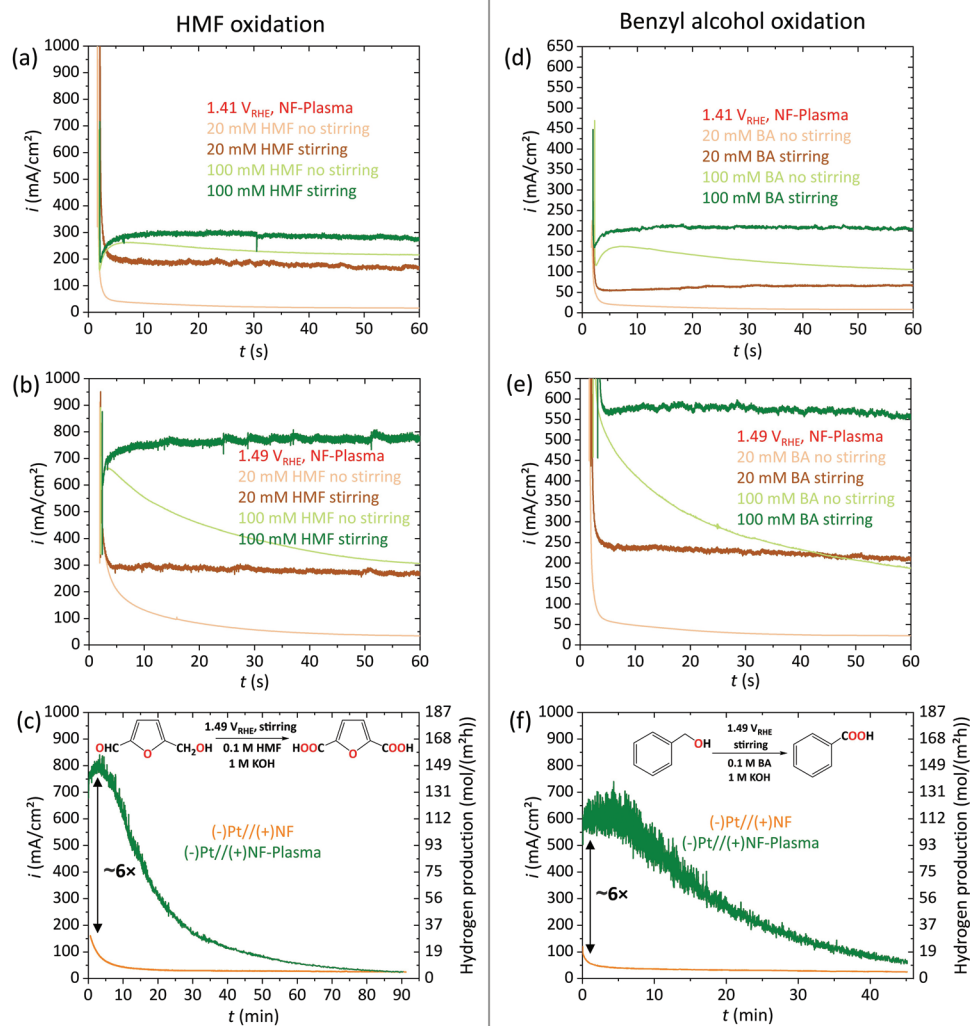 HMF oxidation
(a)
1000
900
800
700
600
500
400
300
200
100
0
i (mA/cm²)
1.41 V_RHE, NF-Plasma
20 mM HMF no stirring
20 mM HMF stirring
100 mM HMF no stirring
100 mM HMF stirring
0 10 20 30 40 50 60
t (s)
(b)
1000
900
800
700
600
500
400
300
200
100
0
i (mA/cm²)
1.49 V_RHE, NF-Plasma
20 mM HMF no stirring
20 mM HMF stirring
100 mM HMF no stirring
100 mM HMF stirring
0 10 20 30 40 50 60
t (s)
(c)
1000
900
800
700
600
500
400
300
200
100
0
i (mA/cm²)
OHC O CH₂OH
1.49 V_RHE, stirring
0.1 M HMF
1 M KOH
HOOC O COOH
(-)Pt//(+)NF
(-)Pt//(+)NF-Plasma
~6×
187
168
149
131
112
93
75
56
37
19
0
Hydrogen production (mol/(m²h))
0 10 20 30 40 50 60 70 80 90
t (min)
Benzyl alcohol oxidation
(d)
650
600
550
500
450
400
350
300
250
200
150
100
50
0
i (mA/cm²)
1.41 V_RHE, NF-Plasma
20 mM BA no stirring
20 mM BA stirring
100 mM BA no stirring
100 mM BA stirring
0 10 20 30 40 50 60
t (s)
(e)
650
600
550
500
450
400
350
300
250
200
150
100
50
0
i (mA/cm²)
1.49 V_RHE, NF-Plasma
20 mM BA no stirring
20 mM BA stirring
100 mM BA no stirring
100 mM BA stirring
0 10 20 30 40 50 60
t (s)
(f)
1000
900
800
700
600
500
400
300
200
100
0
i (mA/cm²)
OH
1.49 V_RHE
stirring
0.1 M BA
1 M KOH
COOH
(-)Pt//(+)NF
(-)Pt//(+)NF-Plasma
~6×
187
168
149
131
112
93
75
56
37
19
0
Hydrogen production (mol/(m²h))
0 10 20 30 40
t (min)